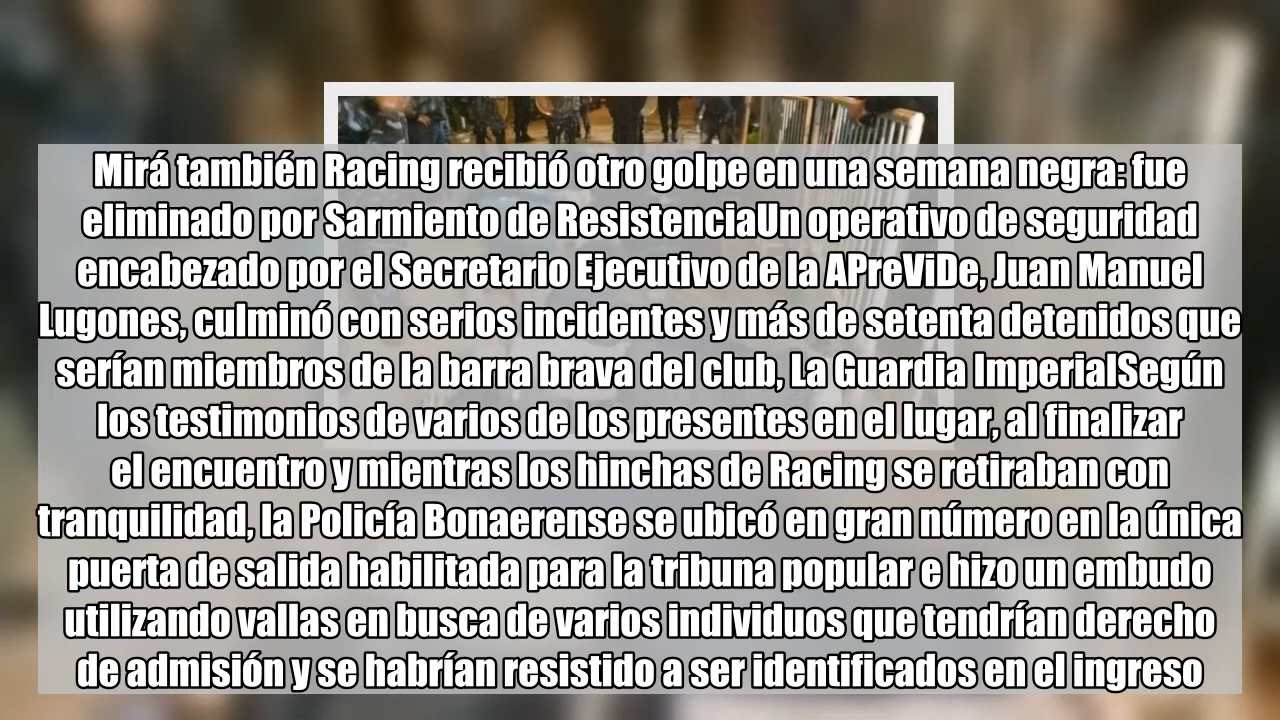 Mirá también Racing recibió otro golpe en una semana negra: fue
eliminado por Sarmiento de ResistenciaUn operativo de seguridad
encabezado por el Secretario Ejecutivo de la APreViDe, Juan Manuel
Lugones, culminó con serios incidentes y más de setenta detenidos que
serían miembros de la barra brava del club, La Guardia ImperialSegún
los testimonios de varios de los presentes en el lugar, al finalizar
el encuentro y mientras los hinchas de Racing se retiraban con
tranquilidad, la Policía Bonaerense se ubicó en gran número en la única
puerta de salida habilitada para la tribuna popular e hizo un embudo
utilizando vallas en busca de varios individuos que tendrían derecho
de admisión y se habrían resistido a ser identificados en el ingreso